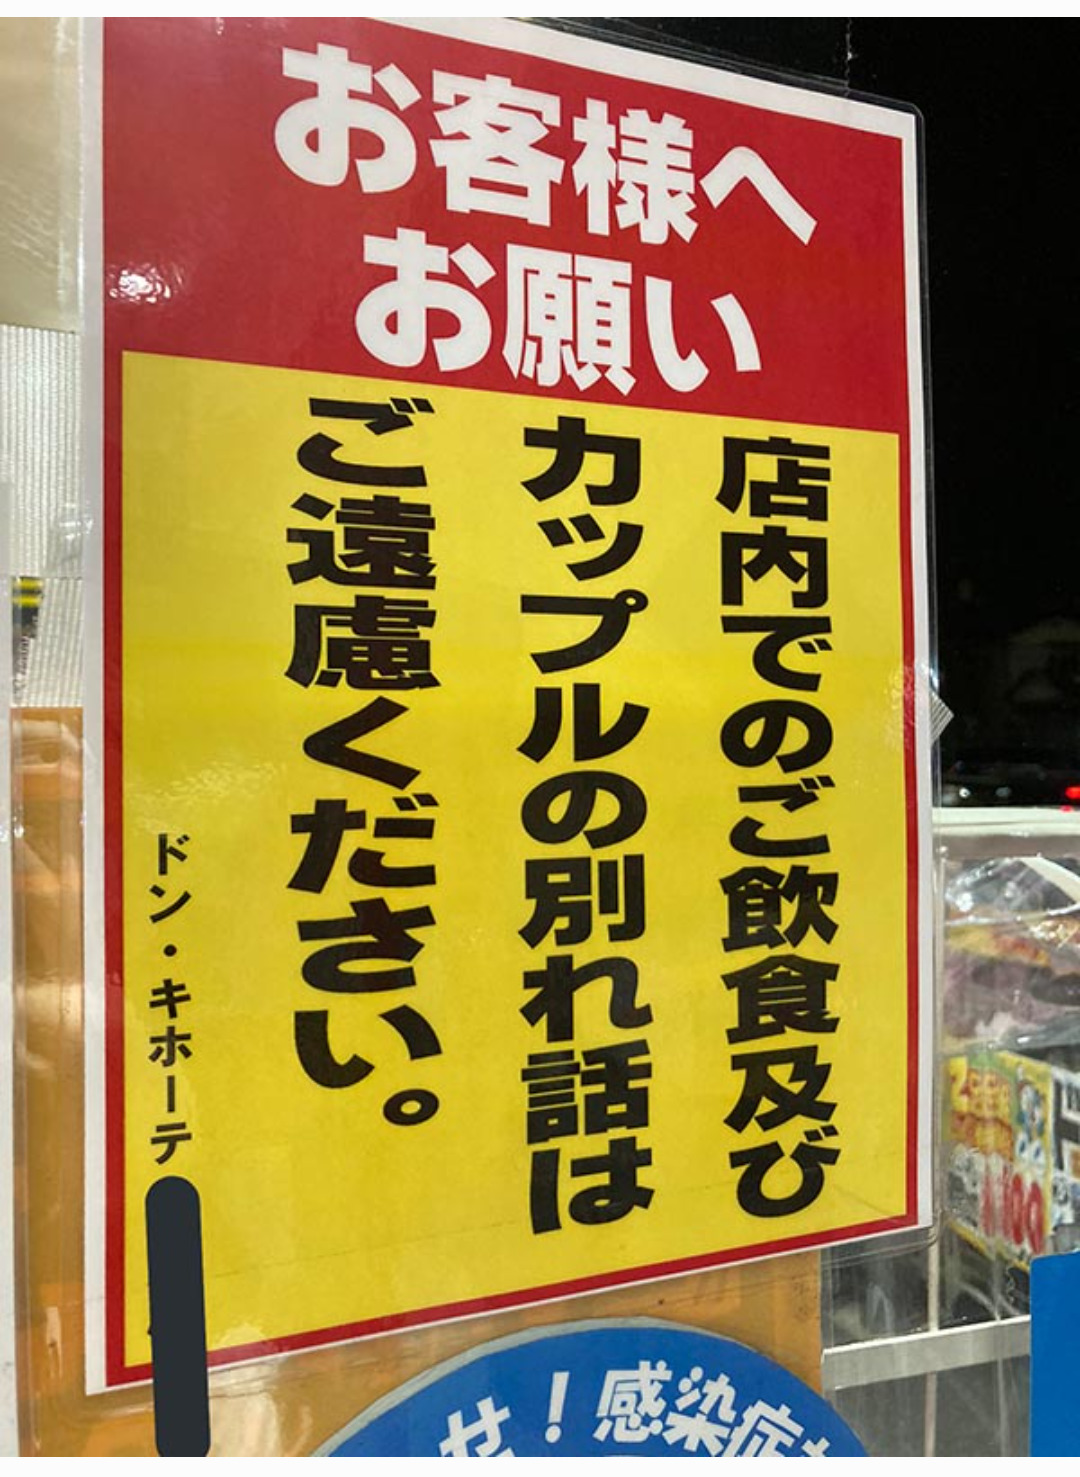 お客様へ
お願い
店内でのご飲食及び
カップルの別れ話は
ご遠慮ください。
ドン・キホーテ
せ!感染症